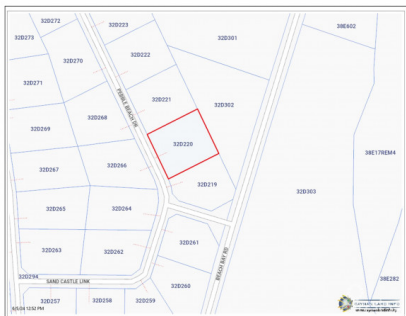 32D272
32D223
38E602
32D273
32D301
32D222
32D270
32D271
PEBBLE BEACH DR
32D221
32D302
32D268
32D269
32D220
38E17REM4
32D266
32D267
32D219
32D303
32D265
32D264
32D261
32D263
32D262
BEACH BAY RD
32D294
38E282
SAND CASTLE LINK
32D260
32D257
32D258
32D259